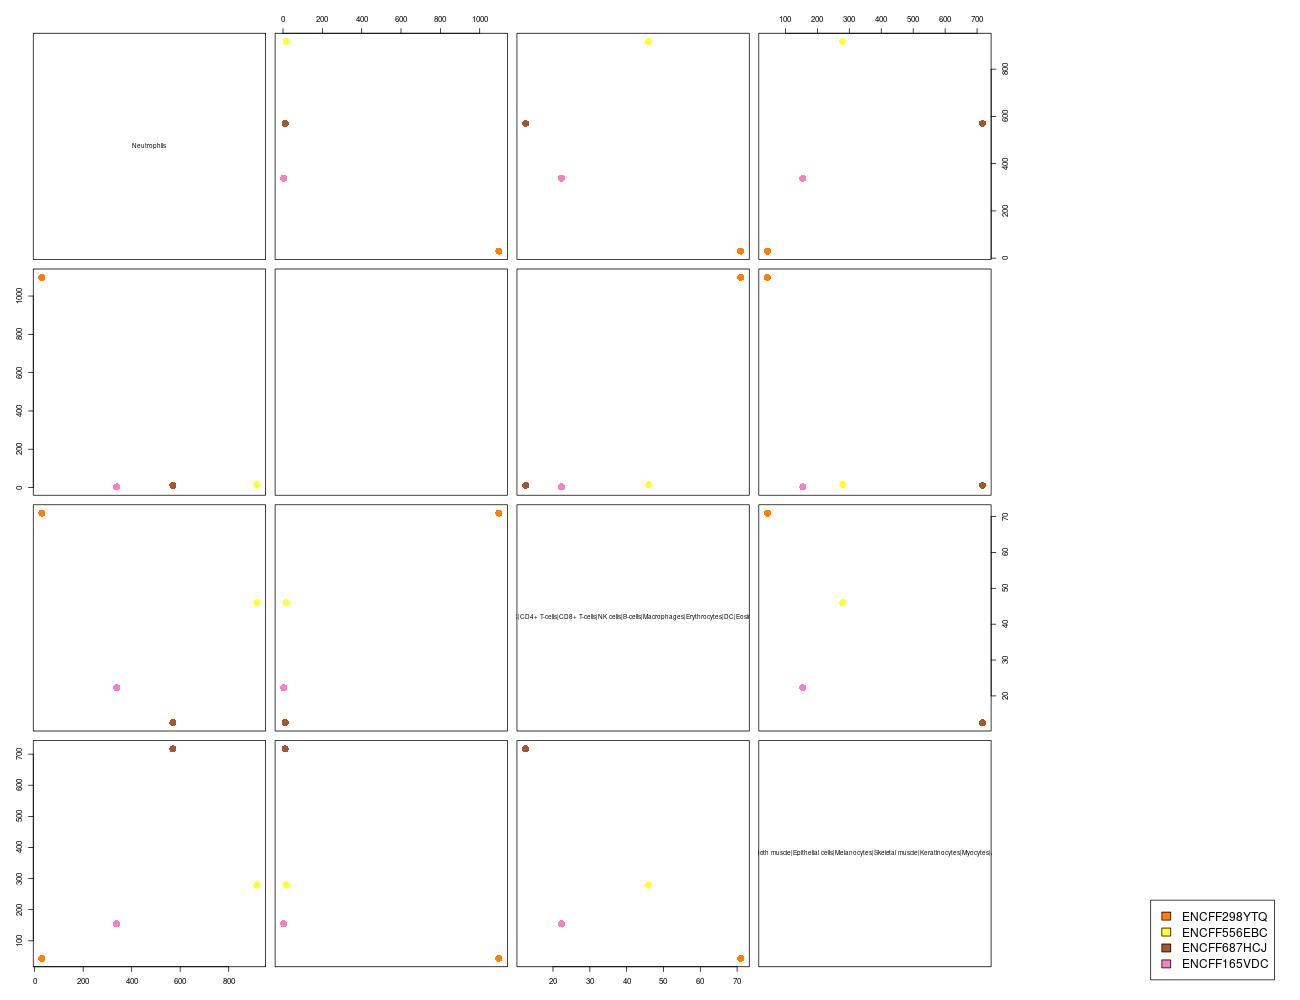 0 200 400 600 800 1000
100 200 300 400 500 600 700
Neutrophils
0 200 400 600 800
0 200 400 600 800 1000
|CD4+ T-cells|CD8+ T-cells|NK cells|B-cells|Macrophages|Erythrocytes|DC|Eosi
20 30 40 50 60 70
100 200 300 400 500 600 700
oth muscle|Epithelial cells|Melanocytes|Skeletal muscle|Keratinocytes|Myocytes|
0 200 400 600 800
20 30 40 50 60 70
ENCFF298YTQ
ENCFF556EBC
ENCFF687HCJ
ENCFF165VDC